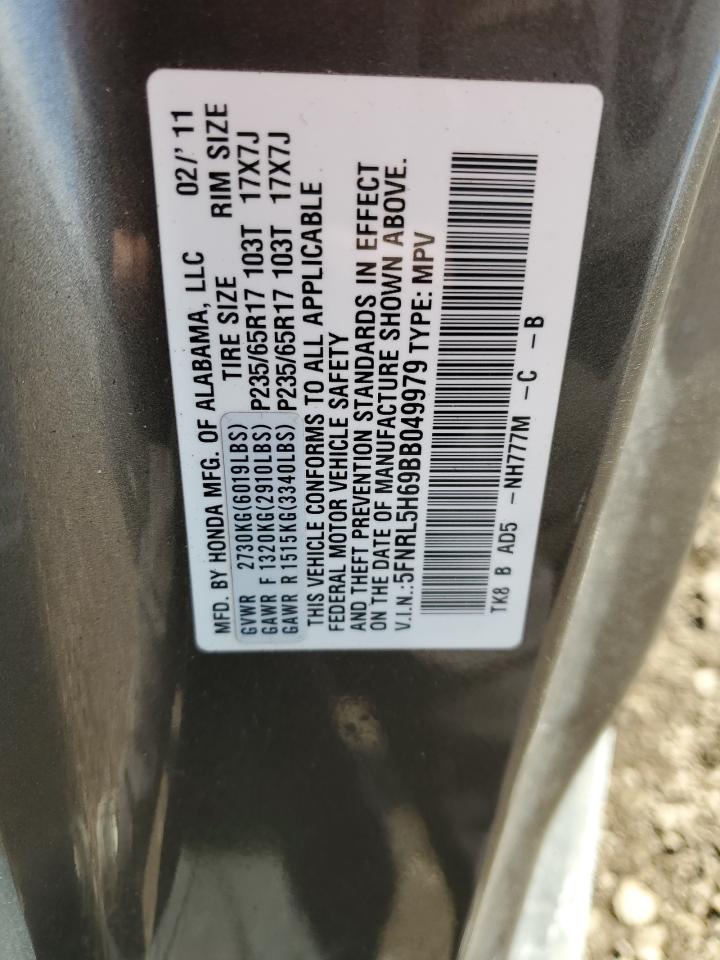 MFD. BY HONDA MFG. OF ALABAMA, LLC 02/' 11
TIRE SIZE RIM SIZE
GVWR 2730KG(6019LBS)
GAWR F 1320KG(2910LBS) P235/65R17 103T 17X7J
GAWR R 1515KG(3340LBS) P235/65R17 103T 17X7J
THIS VEHICLE CONFORMS TO ALL APPLICABLE
FEDERAL MOTOR VEHICLE SAFETY
AND THEFT PREVENTION STANDARDS IN EFFECT
ON THE DATE OF MANUFACTURE SHOWN ABOVE.
V.I.N.:5FNRL5H69BB049979 TYPE: MPV
TK8 B AD5 -NH777M -C -B